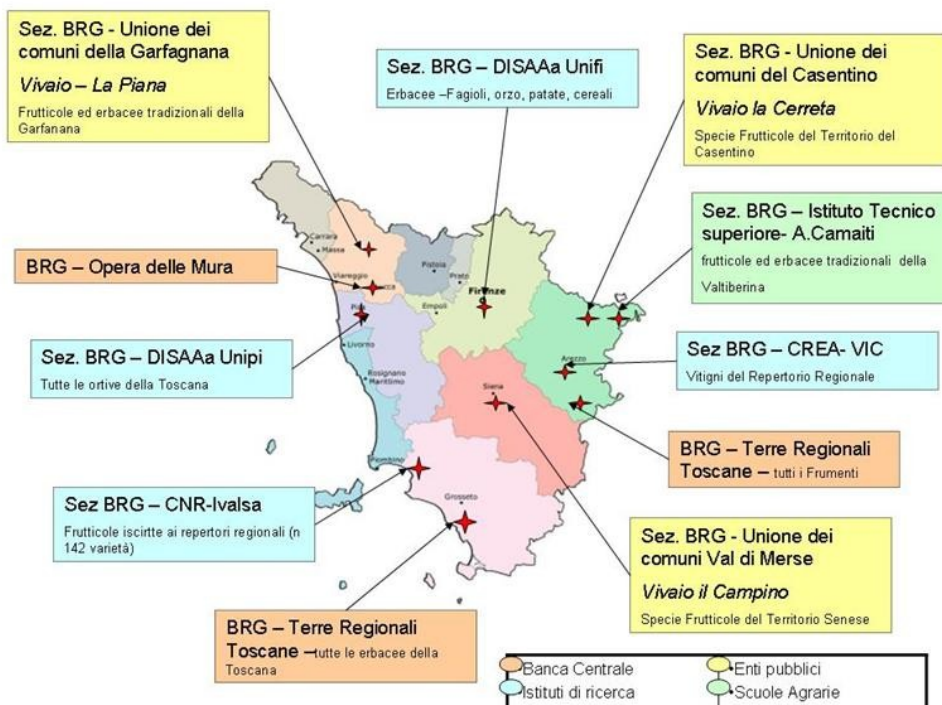 Sez. BRG - Unione dei
comuni della Garfagnana
Vivaio – La Piana
Frutticole ed erbacee tradizionali della
Garfanana
Sez. BRG – DISAAa Unifi
Erbacee –Fagioli, orzo, patate, cereali
Sez. BRG - Unione dei
comuni del Casentino
Vivaio la Cerreta
Specie Frutticole del Territorio del
Casentino
Sez. BRG – Istituto Tecnico
superiore- A.Camaiti
frutticole ed erbacee tradizionali della
Valtiberina
BRG – Opera delle Mura
Sez. BRG – DISAAa Unipi
Tutte le ortive della Toscana
Sez BRG – CREA- VIC
Vitigni del Repertorio Regionale
BRG – Terre Regionali
Toscane – tutti i Frumenti
Sez BRG – CNR-Ivalsa
Frutticole iscirtte ai repertori regionali (n
142 varietà)
Sez. BRG - Unione dei
comuni Val di Merse
Vivaio il Campino
Specie Frutticole del Territorio Senese
BRG – Terre Regionali
Toscane –tutte le erbacee della
Toscana
Carrara
Massa
Viareggio
Pistoia
Prato
Firenze
Empoli
Livorno
Rosignano
Marittimo
Arezzo
Siena
Piombino
Grosseto
Banca Centrale
Enti pubblici
Istituti di ricerca
Scuole Agrarie